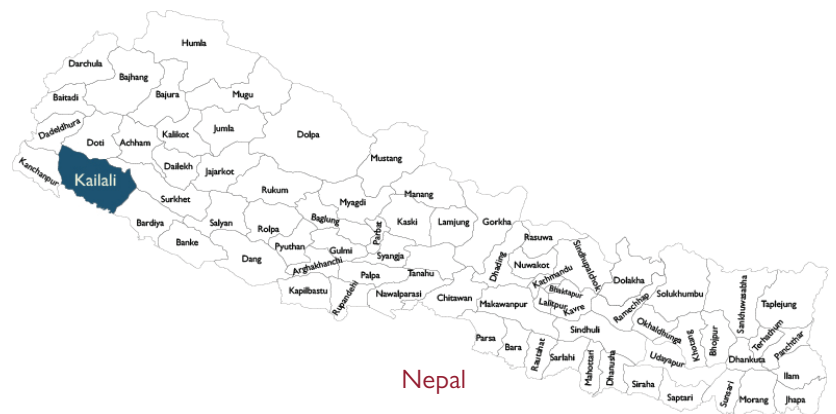 Humla
Darchula
Bajhang
Baitadi
Bajura
Mugu
Dadeldhura
Doti
Achham
Kalikot
Jumla
Dolpa
Kanchanpur
Kailali
Dailekh
Jajarkot
Mustang
Surkhet
Rukum
Manang
Bardiya
Salyan
Rolpa
Baglung
Myagdi
Parbat
Kaski
Lamjung
Gorkha
Banke
Dang
Pyuthan
Gulmi
Syangja
Arghakhanchi
Palpa
Tanahu
Kapilbastu
Rupandehi
Nawalparasi
Chitawan
Dhading
Rasuwa
Nuwakot
Sindhupalchok
Kathmandu
Bhaktapur
Lalitpur
Kavre
Dolakha
Ramechhap
Solukhumbu
Sankhuwasabha
Taplejung
Makawanpur
Sindhuli
Okhaldunga
Khotang
Bhojpur
Terhathum
Panchthar
Parsa
Bara
Rautahat
Sarlahi
Mahottari
Dhanusha
Udayapur
Dhankuta
Siraha
Saptari
Sunsari
Morang
Ilam
Jhapa
Nepal